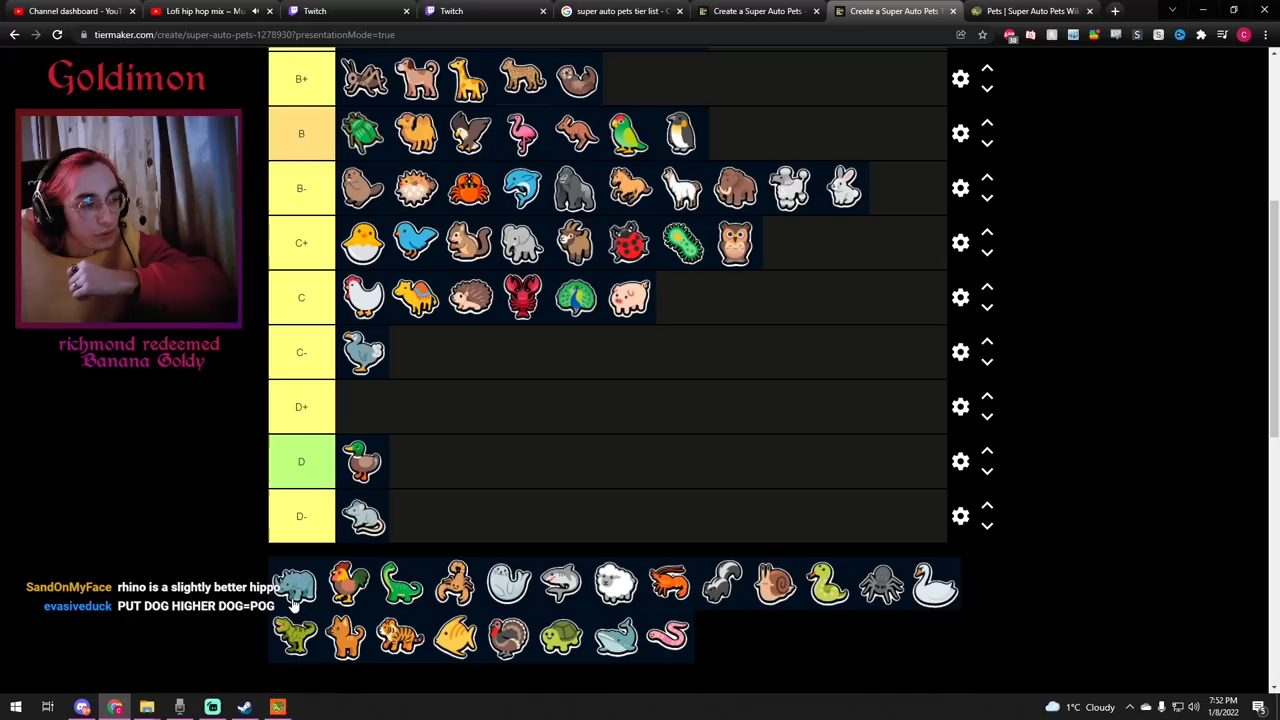 Channel dashboard - YouT
Lofi hip hop mix ~ Mu
Twitch
Twitch
super auto pets tier list - G
Create a Super Auto Pets
Create a Super Auto Pets T
Pets | Super Auto Pets Wiki
tiermaker.com/create/super-auto-pets-1278930?presentationMode=true
30
C
Goldimon
richmond redeemed
Banana Goldy
B+
B
B-
C+
C
C-
D+
D
D-
SandOnMyFace rhino is a slightly better hippo
evasiveduck PUT DOG HIGHER DOG=POG
1°C Cloudy
7:52 PM
1/8/2022